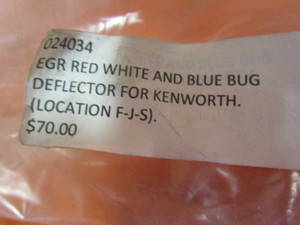 024034
EGR RED WHITE AND BLUE BUG
DEFLECTOR FOR KENWORTH.
(LOCATION F-J-S).
$70.00